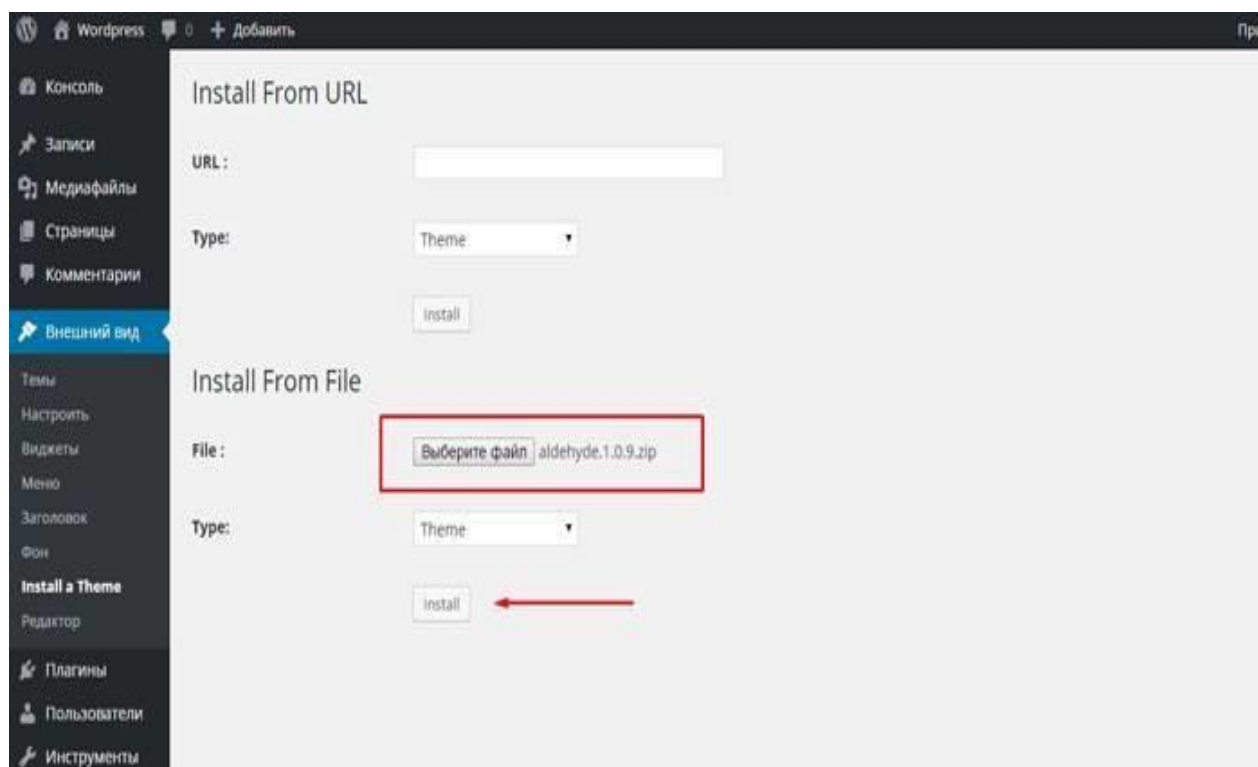 Wordpress 0 + Добавить
При
Консоль
Записи
Медиафайлы
Страницы
Комментарии
Внешний вид
Темы
Настроить
Виджеты
Меню
Заголовок
Фон
Install a Theme
Редактор
Плагины
Пользователи
Инструменты
Install From URL
URL :
Type: Theme
Install
Install From File
File : Выберите файл aldehyde.1.0.9.zip
Type: Theme
Install